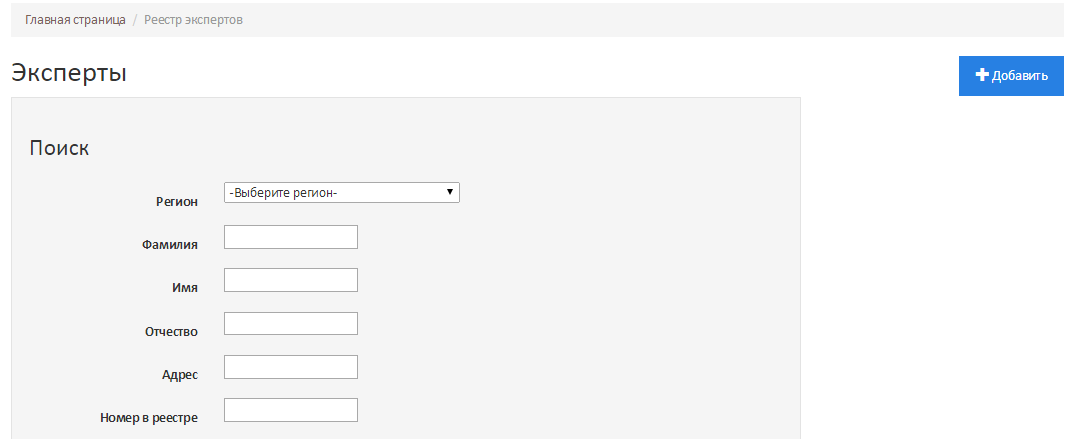 Главная страница / Реестр экспертов
Эксперты
Добавить
Поиск
Регион -Выберите регион-
Фамилия
Имя
Отчество
Адрес
Номер в реестре